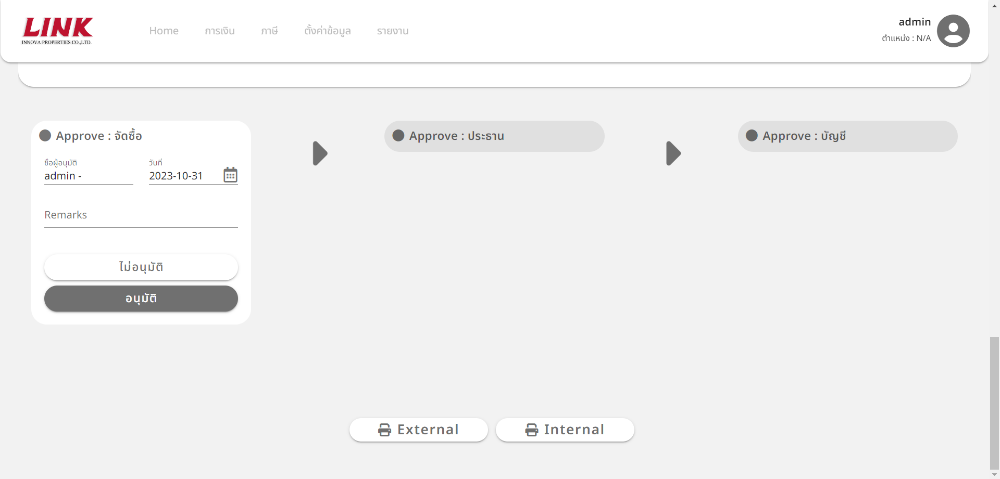 LINK
INNOVA PROPERTIES CO.,LTD.
Home การเงิน ภาษี ตั้งค่าข้อมูล รายงาน
admin
ตำแหน่ง : N/A
Approve : จัดซื้อ
ชื่อผู้อนุมัติ วันที่
admin - 2023-10-31
Remarks
ไม่อนุมัติ
อนุมัติ
Approve : ประธาน
Approve : บัญชี
External Internal